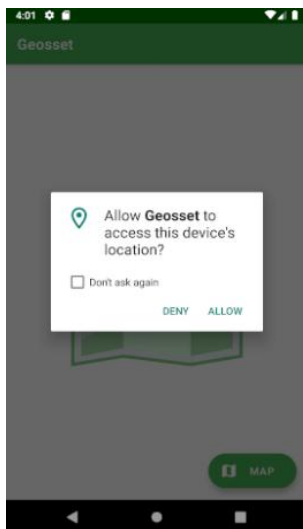 4:01
Geosset
Allow Geosset to
access this device's
location?
Don't ask again
DENY ALLOW
MAP